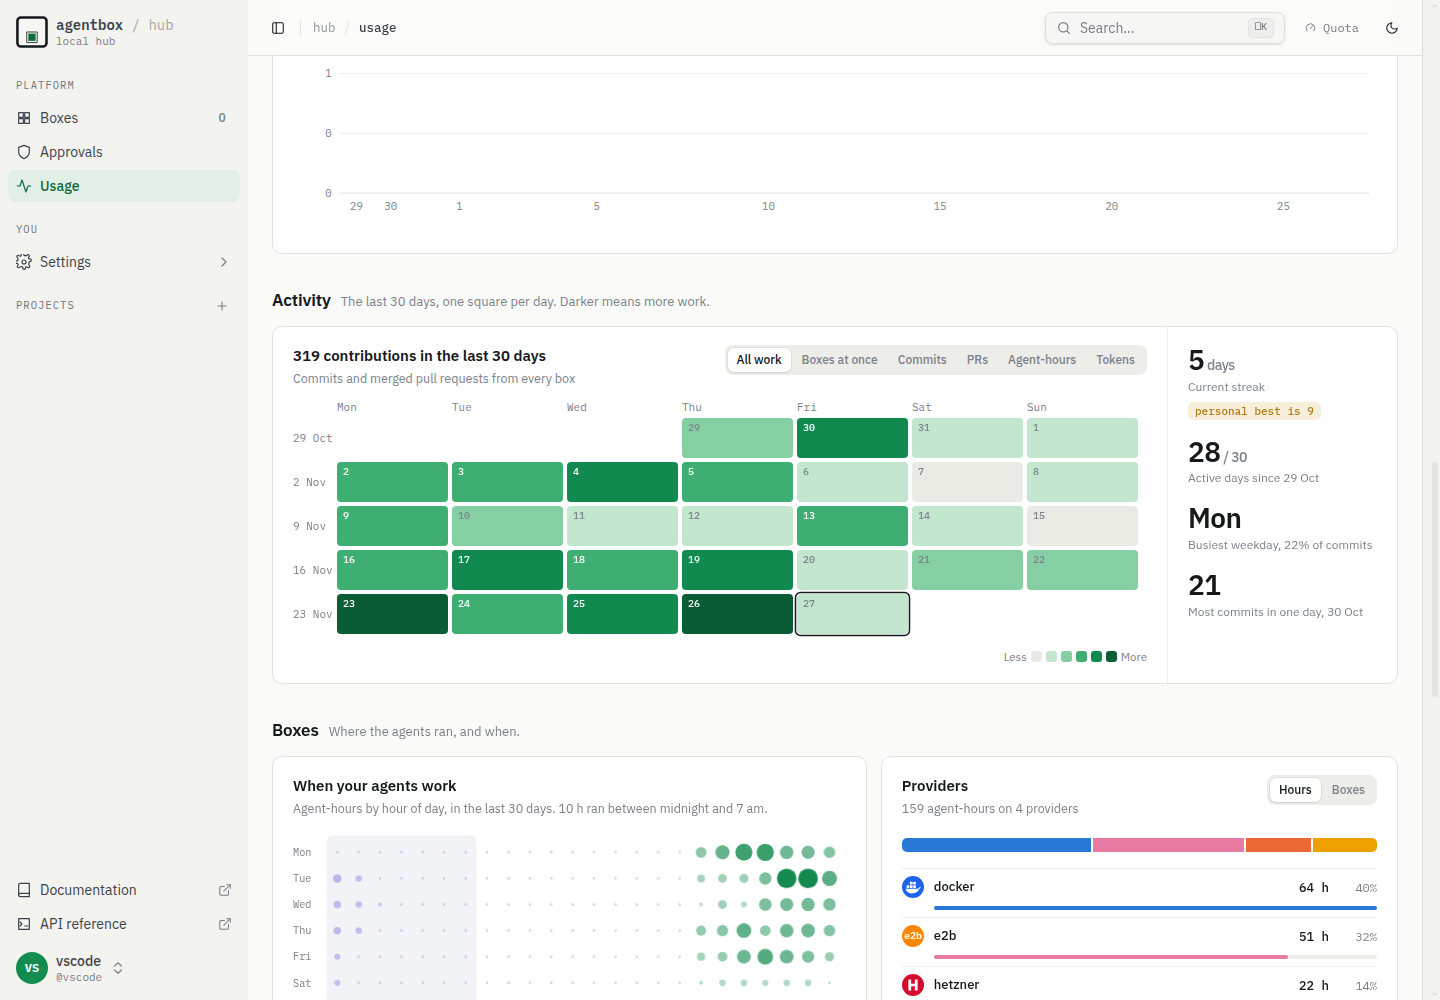 agentbox / hub
local hub
hub / usage
Search...
K
Quota
PLATFORM
Boxes
0
Approvals
Usage
YOU
Settings
PROJECTS
Documentation
API reference
VS
vscode
@vscode
1
0
0
29 30 1 5 10 15 20 25
Activity The last 30 days, one square per day. Darker means more work.
319 contributions in the last 30 days
Commits and merged pull requests from every box
All work Boxes at once Commits PRs Agent-hours Tokens
Mon Tue Wed Thu Fri Sat Sun
29 Oct 29 30 31 1
2 Nov 2 3 4 5 6 7 8
9 Nov 9 10 11 12 13 14 15
16 Nov 16 17 18 19 20 21 22
23 Nov 23 24 25 26 27
Less More
5 days
Current streak
personal best is 9
28 / 30
Active days since 29 Oct
Mon
Busiest weekday, 22% of commits
21
Most commits in one day, 30 Oct
Boxes Where the agents ran, and when.
When your agents work
Agent-hours by hour of day, in the last 30 days. 10 h ran between midnight and 7 am.
Mon
Tue
Wed
Thu
Fri
Sat
Providers
159 agent-hours on 4 providers
Hours Boxes
docker 64 h 40%
e2b e2b 51 h 32%
H hetzner 22 h 14%